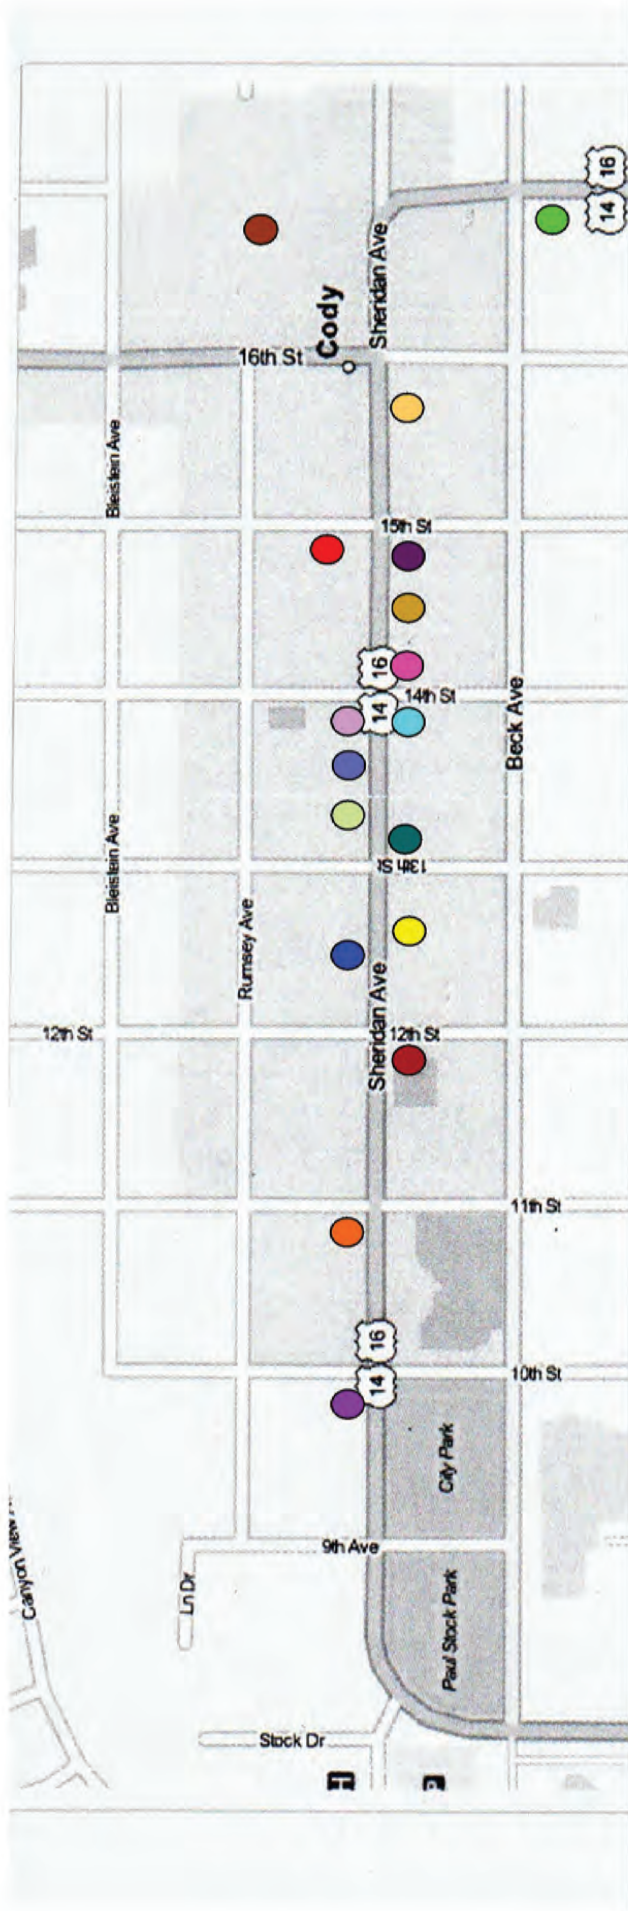 16
14
Sheridan Ave
Cody
16th St
Bleistein Ave
15th St
16
14th St
14
Beck Ave
Bleistein Ave
13th St
Rumsey Ave
Sheridan Ave
12th St
12th St
11th St
16
10th St
14
City Park
9th Ave
Canyon View
Ln Dr
Paul Stock Park
Stock Dr